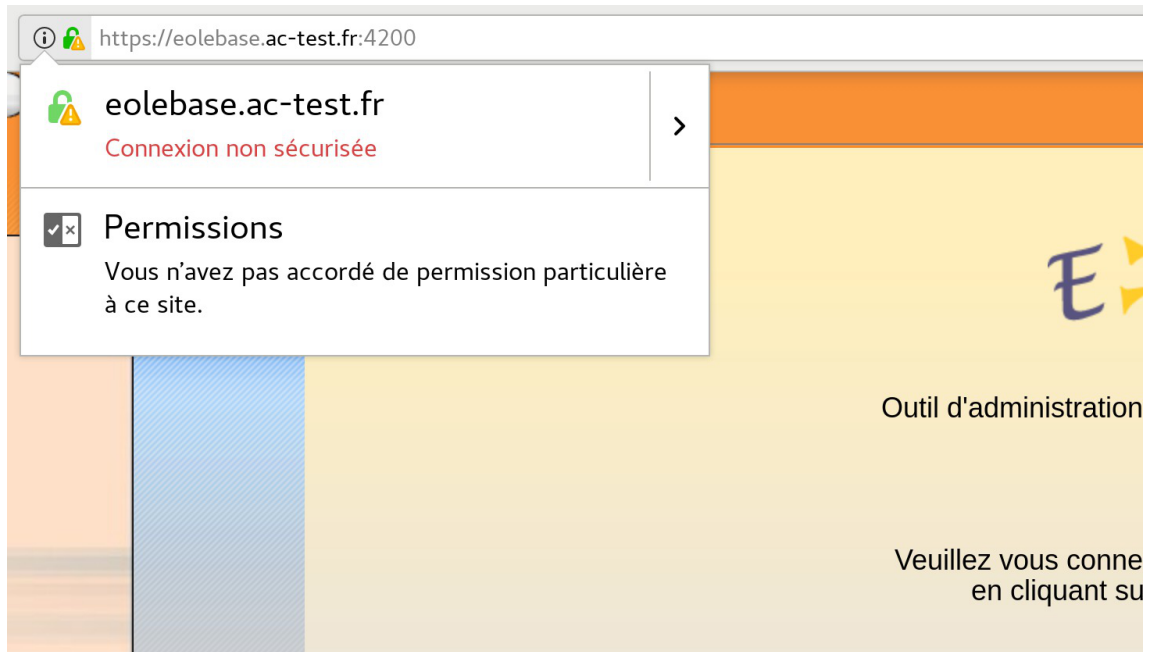 https://eolebase.ac-test.fr:4200
eolebase.ac-test.fr
Connexion non sécurisée
Permissions
Vous n’avez pas accordé de permission particulière
à ce site.
E
Outil d'administration
Veuillez vous conne
en cliquant su